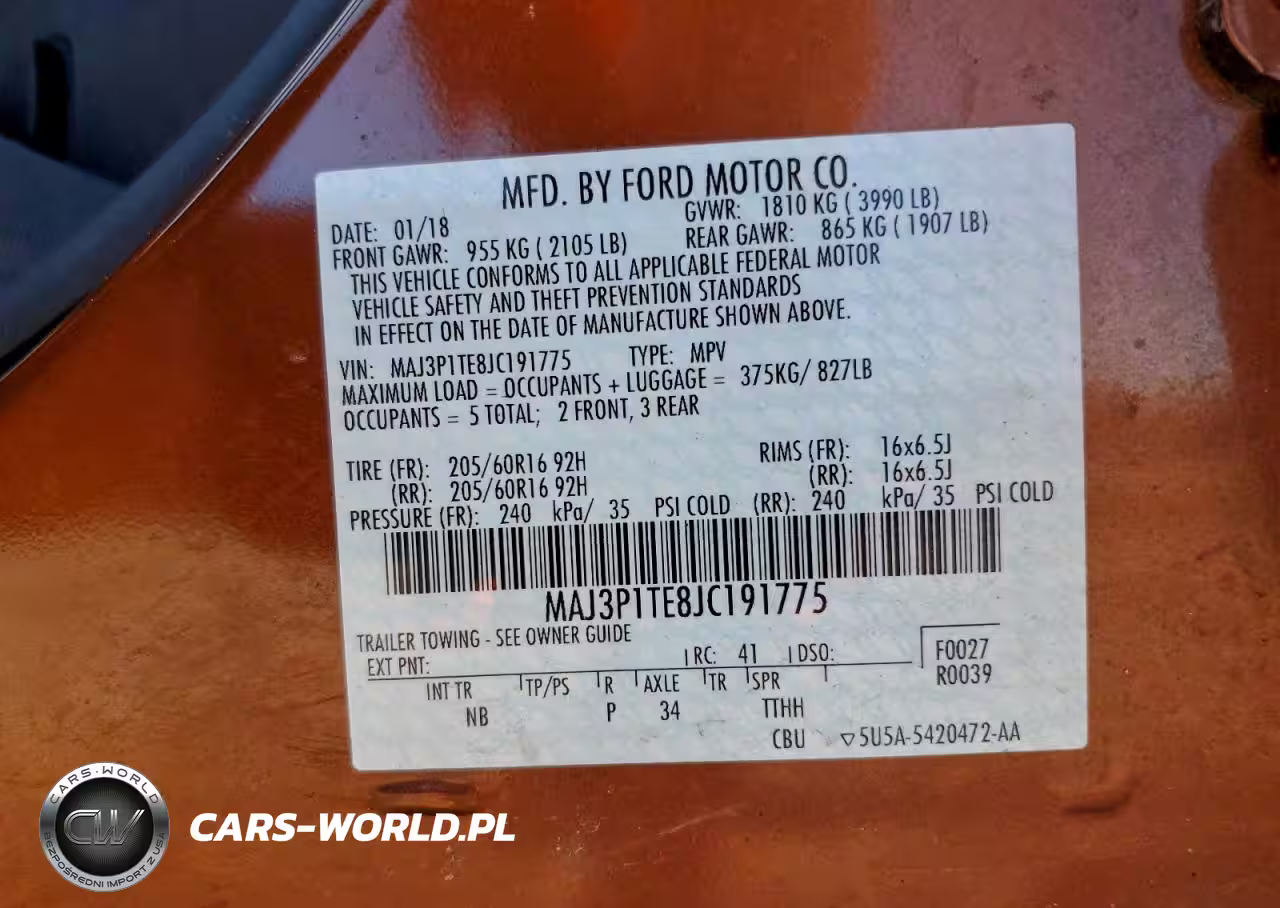 MFD. BY FORD MOTOR CO.
DATE: 01/18 GVWR: 1810 KG ( 3990 LB)
FRONT GAWR: 955 KG ( 2105 LB) REAR GAWR: 865 KG ( 1907 LB)
THIS VEHICLE CONFORMS TO ALL APPLICABLE FEDERAL MOTOR
VEHICLE SAFETY AND THEFT PREVENTION STANDARDS
IN EFFECT ON THE DATE OF MANUFACTURE SHOWN ABOVE.
VIN: MAJ3P1TE8JC191775 TYPE: MPV
MAXIMUM LOAD = OCCUPANTS + LUGGAGE = 375KG/ 827LB
OCCUPANTS = 5 TOTAL; 2 FRONT, 3 REAR
TIRE (FR): 205/60R16 92H RIMS (FR): 16x6.5J
(RR): 205/60R16 92H (RR): 16x6.5J
PRESSURE (FR): 240 kPa/ 35 PSI COLD (RR): 240 kPa/ 35 PSI COLD
MAJ3P1TE8JC191775
TRAILER TOWING - SEE OWNER GUIDE
EXT PNT: RC: 41 DSO: F0027
R0039
INT TR TP/PS R AXLE TR SPR
NB P 34 TTHH
CBU ▽5U5A-5420472-AA
CARS-WORLD
CW
BEZPOŚREDNI IMPORT Z USA
CARS-WORLD.PL